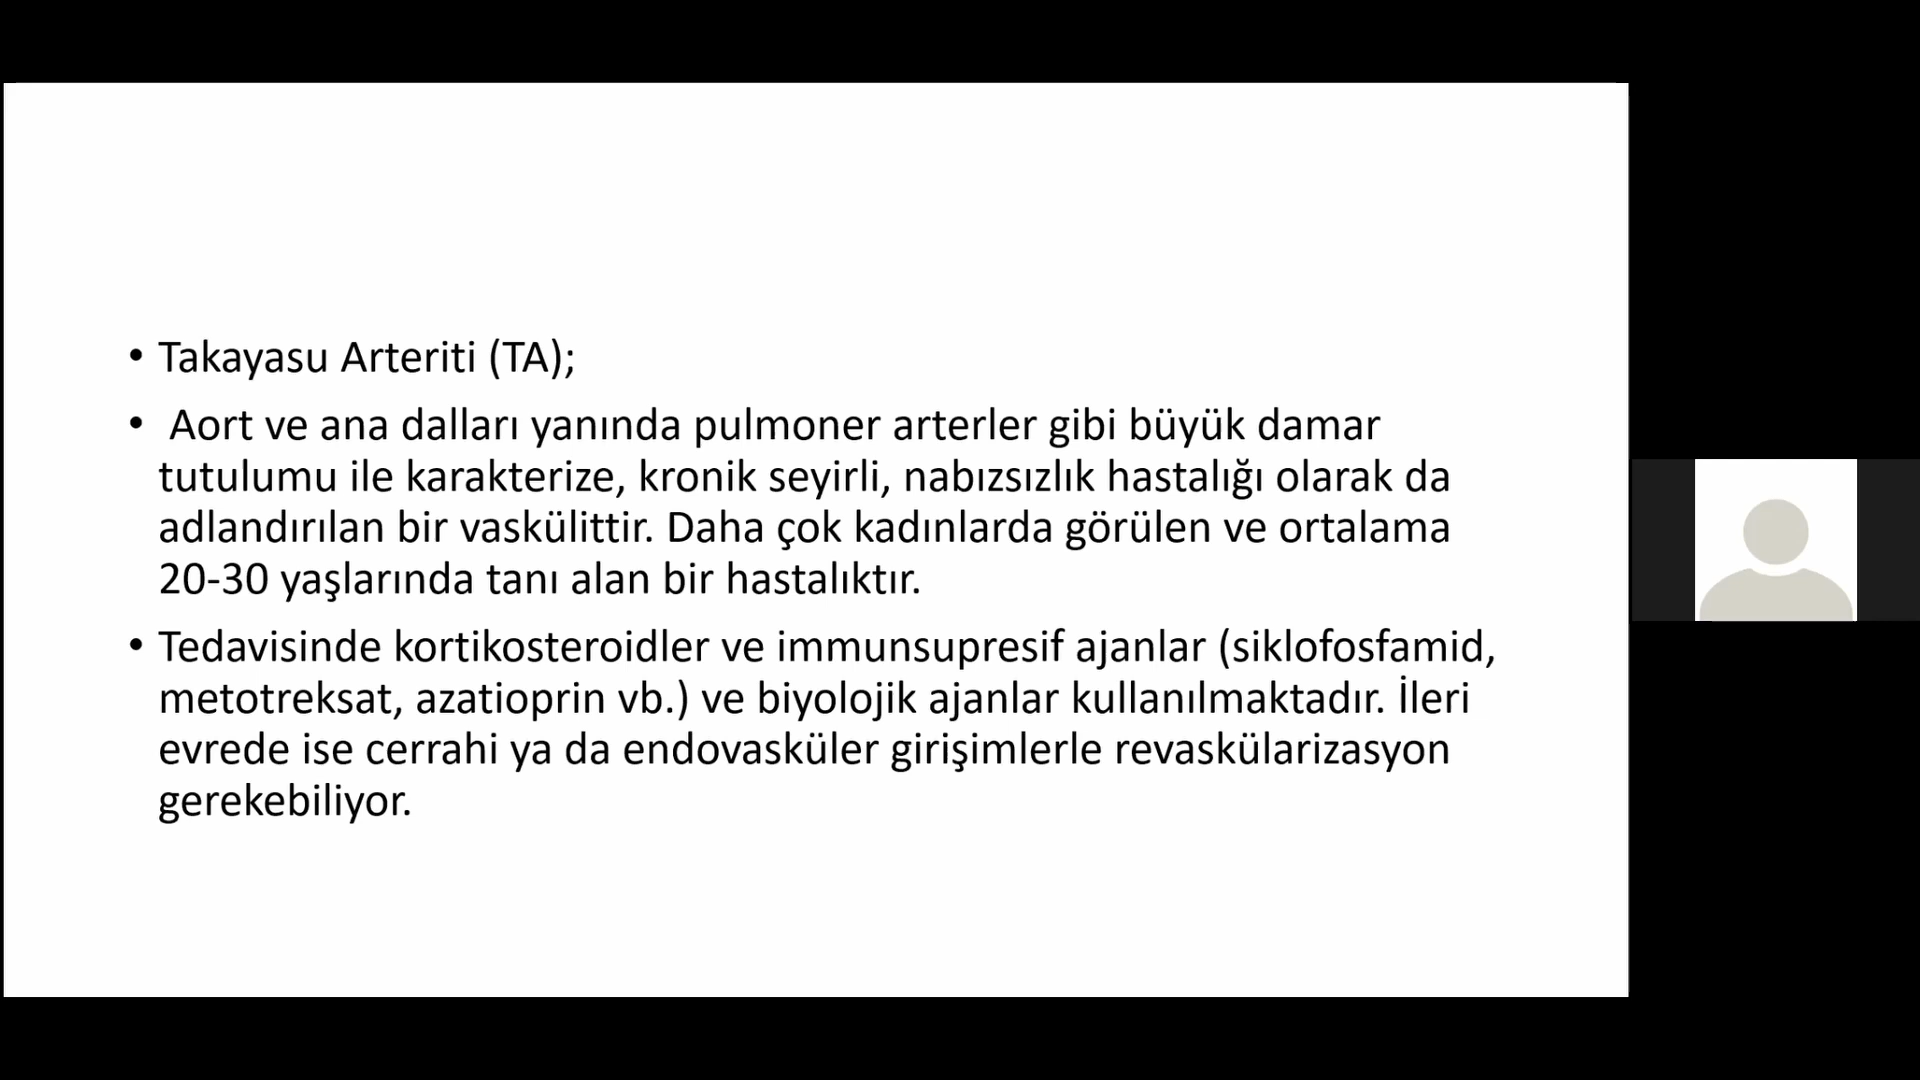 • Takayasu Arteriti (TA);
• Aort ve ana dalları yanında pulmoner arterler gibi büyük damar
tutulumu ile karakterize, kronik seyirli, nabızsızlık hastalığı olarak da
adlandırılan bir vaskülittir. Daha çok kadınlarda görülen ve ortalama
20-30 yaşlarında tanı alan bir hastalıktır.
• Tedavisinde kortikosteroidler ve immunsupresif ajanlar (siklofosfamid,
metotreksat, azatioprin vb.) ve biyolojik ajanlar kullanılmaktadır. İleri
evrede ise cerrahi ya da endovasküler girişimlerle revaskülarizasyon
gerekebiliyor.